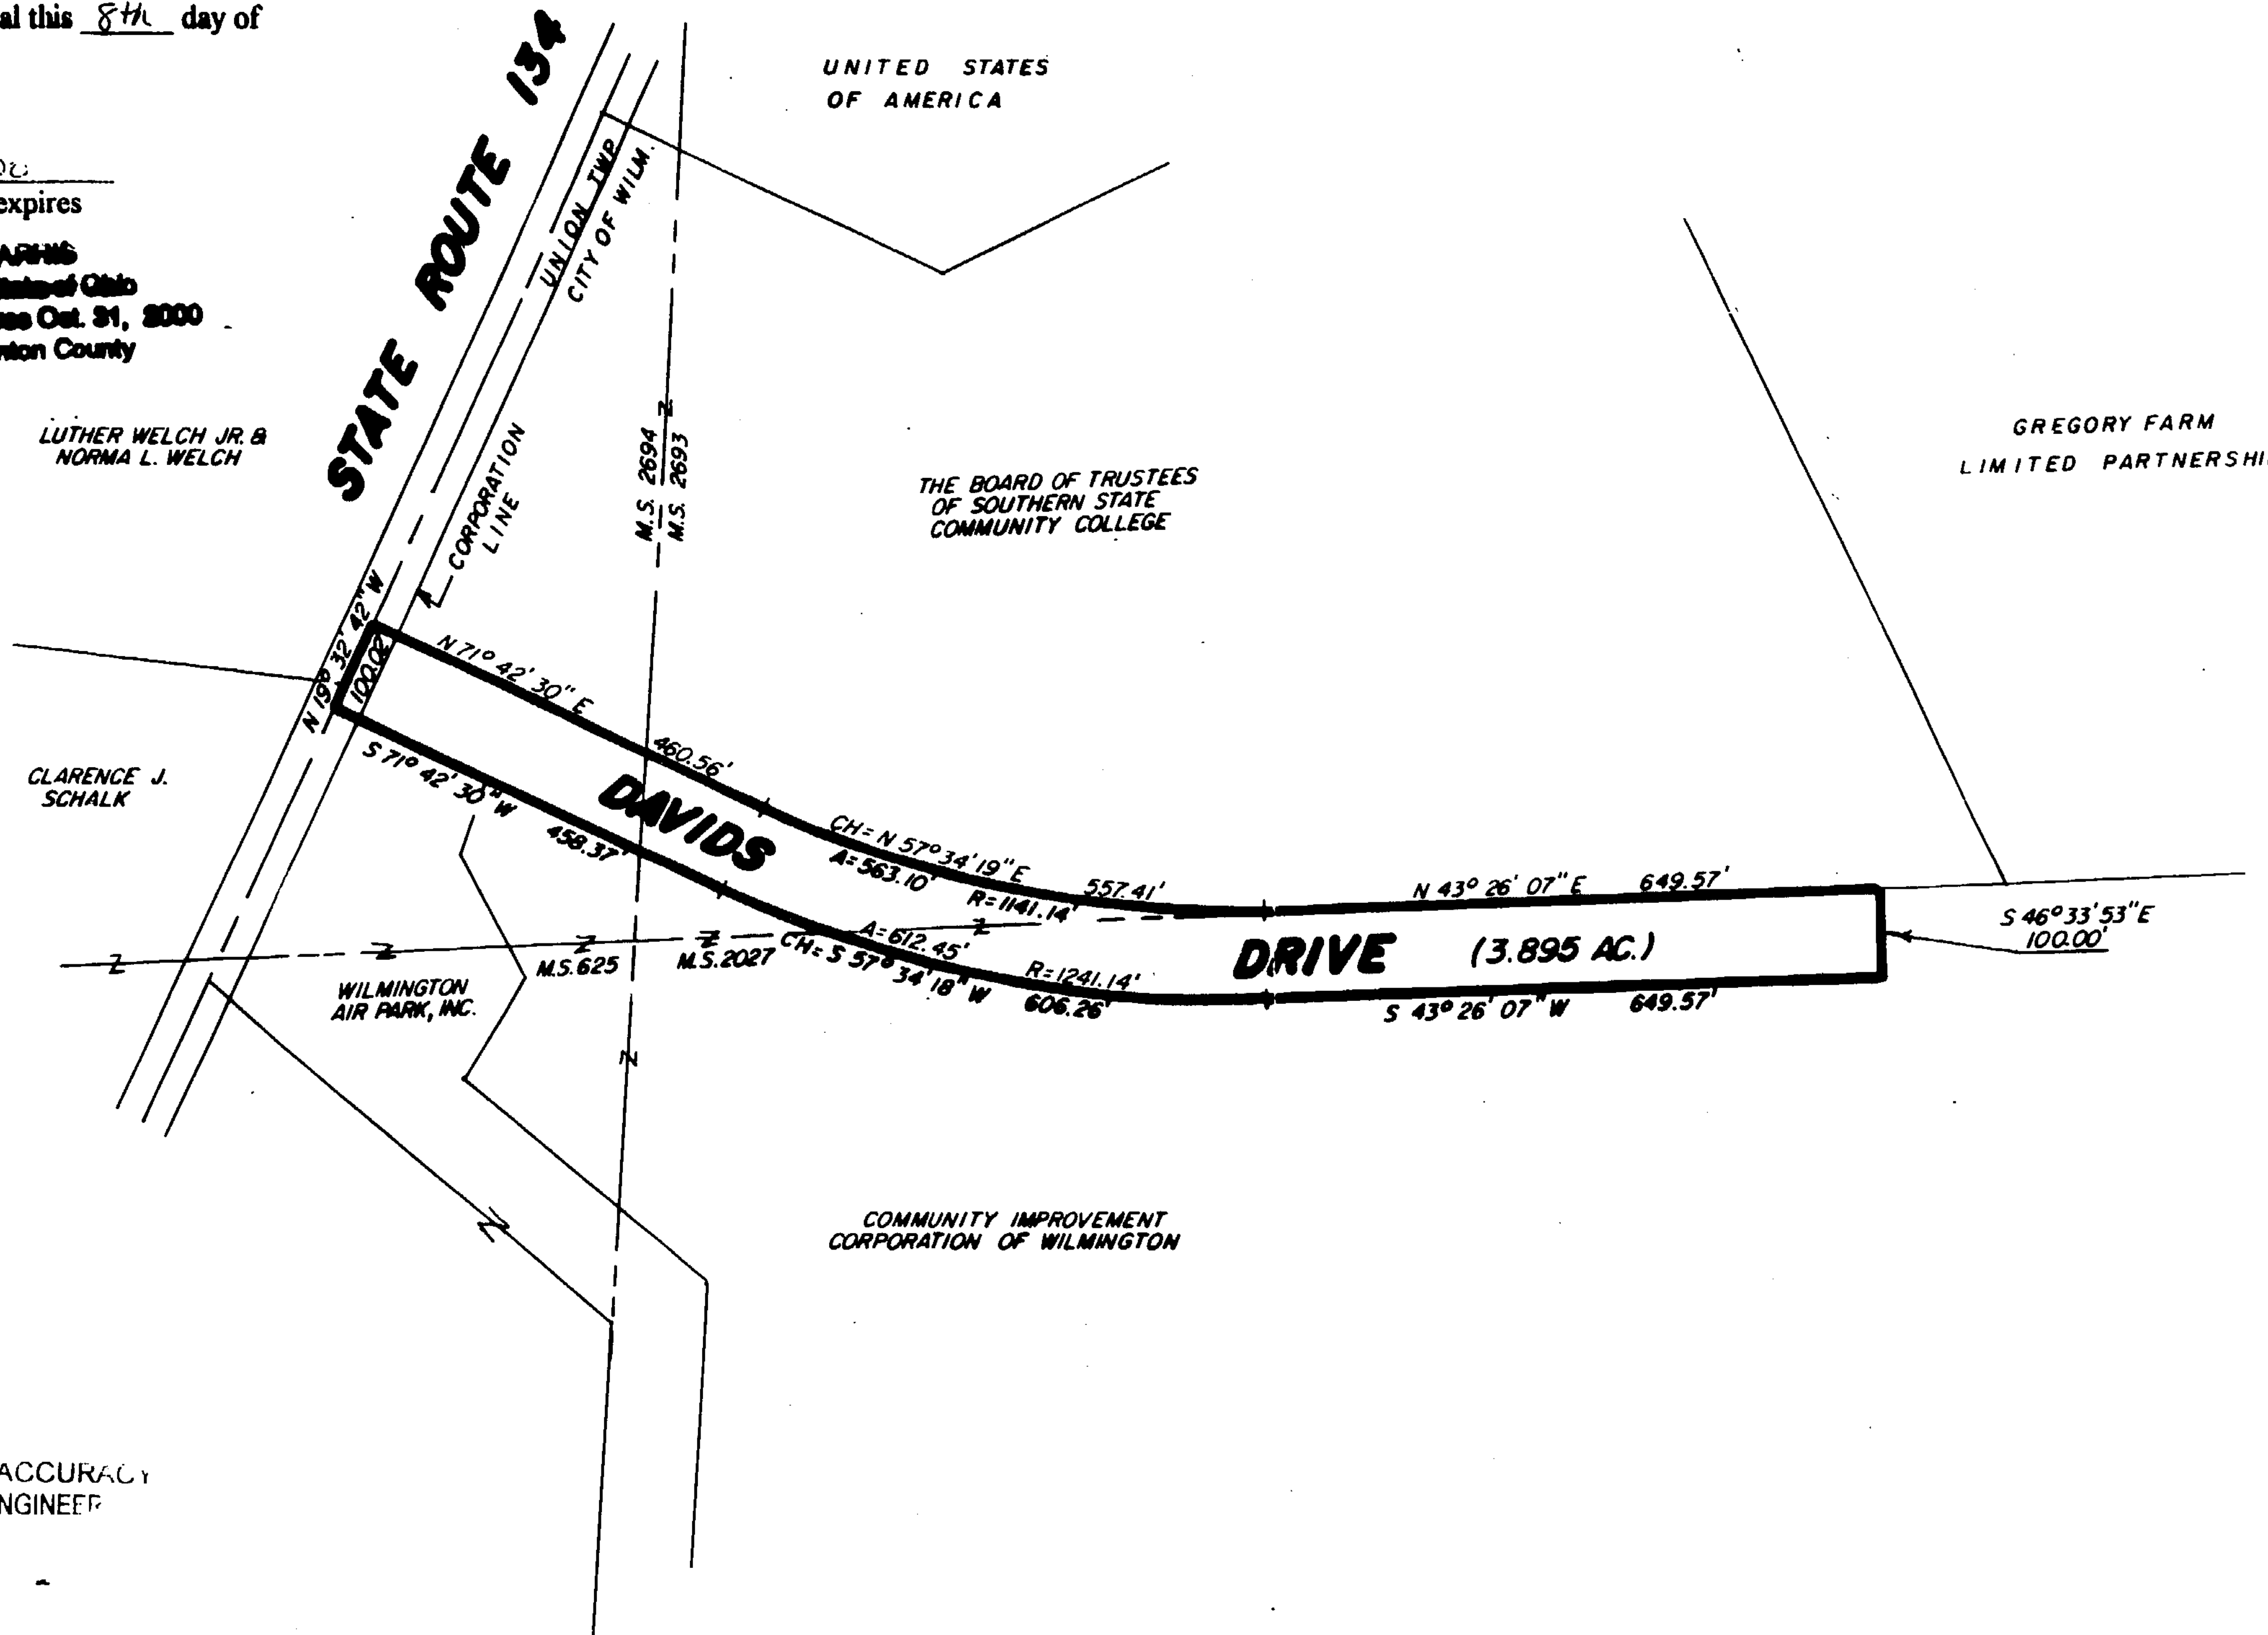 al this 8th day of
expires
State of Ohio
Oct. 31, 2000
County
STATE ROUTE 134
UNION TWP.
CITY OF WILM.
UNITED STATES
OF AMERICA
LUTHER WELCH JR. &
NORMA L. WELCH
CORPORATION
LINE
M.S. 2694
M.S. 2693
THE BOARD OF TRUSTEES
OF SOUTHERN STATE
COMMUNITY COLLEGE
GREGORY FARM
LIMITED PARTNERSHI
N 19° 32' 42" W
100.02
N 71° 42' 30" E
460.56'
CLARENCE J.
SCHALK
S 71° 42' 30" W
458.37'
DAVIDS
CH= N 57° 34' 19" E
A= 563.10'
557.41'
R= 1141.14'
N 43° 26' 07" E 649.57'
S 46° 33' 53" E
100.00'
DRIVE (3.895 AC.)
A= 612.45'
CH= S 57° 34' 18" W
R= 1241.14'
606.26'
S 43° 26' 07" W 649.57'
M.S. 625
M.S. 2027
WILMINGTON
AIR PARK, INC.
COMMUNITY IMPROVEMENT
CORPORATION OF WILMINGTON
ACCURACY
NGINEER